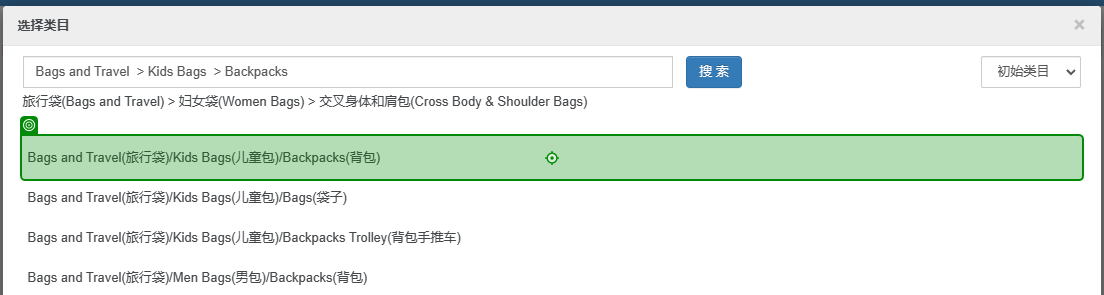 选择类目 ×
Bags and Travel > Kids Bags > Backpacks 搜 索 初始类目
旅行袋(Bags and Travel) > 妇女袋(Women Bags) > 交叉身体和肩包(Cross Body & Shoulder Bags)
Bags and Travel(旅行袋)/Kids Bags(儿童包)/Backpacks(背包)
Bags and Travel(旅行袋)/Kids Bags(儿童包)/Bags(袋子)
Bags and Travel(旅行袋)/Kids Bags(儿童包)/Backpacks Trolley(背包手推车)
Bags and Travel(旅行袋)/Men Bags(男包)/Backpacks(背包)